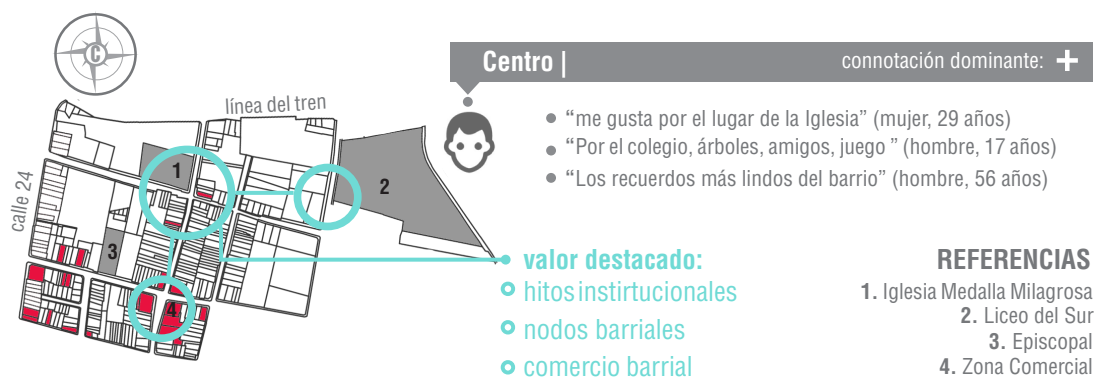 C
línea del tren
calle 24
1
2
3
4
Centro |
connotación dominante: +
• “me gusta por el lugar de la Iglesia” (mujer, 29 años)
• “Por el colegio, árboles, amigos, juego ” (hombre, 17 años)
• “Los recuerdos más lindos del barrio” (hombre, 56 años)
valor destacado:
hitos instirtucionales
nodos barriales
comercio barrial
REFERENCIAS
1. Iglesia Medalla Milagrosa
2. Liceo del Sur
3. Episcopal
4. Zona Comercial